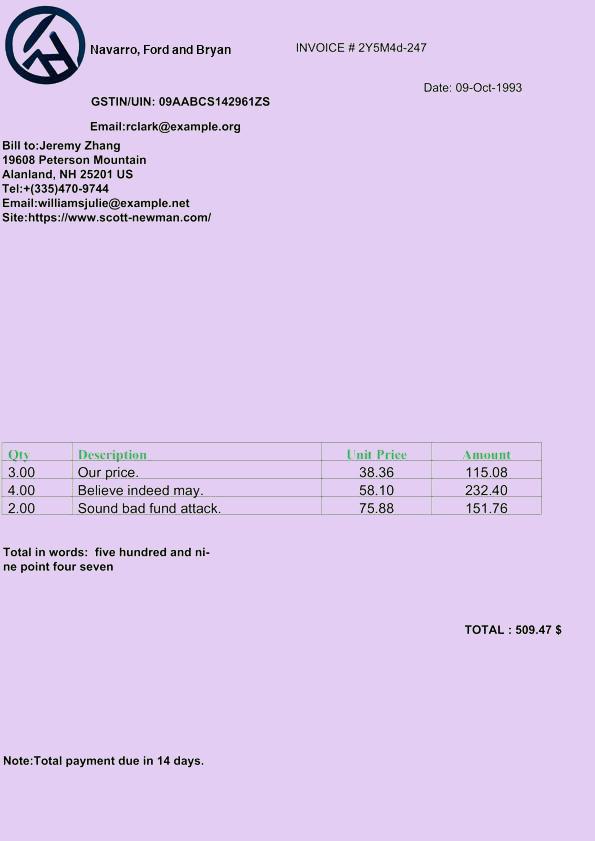 Navarro, Ford and Bryan
INVOICE # 2Y5M4d-247
Date: 09-Oct-1993
GSTIN/UIN: 09AABCS142961ZS
Email:rclark@example.org
Bill to:Jeremy Zhang
19608 Peterson Mountain
Alanland, NH 25201 US
Tel:+(335)470-9744
Email:williamsjulie@example.net
Site:https://www.scott-newman.com/
Qty Description Unit Price Amount
3.00 Our price. 38.36 115.08
4.00 Believe indeed may. 58.10 232.40
2.00 Sound bad fund attack. 75.88 151.76
Total in words:  five hundred and ni-
ne point four seven
TOTAL : 509.47 $
Note:Total payment due in 14 days.